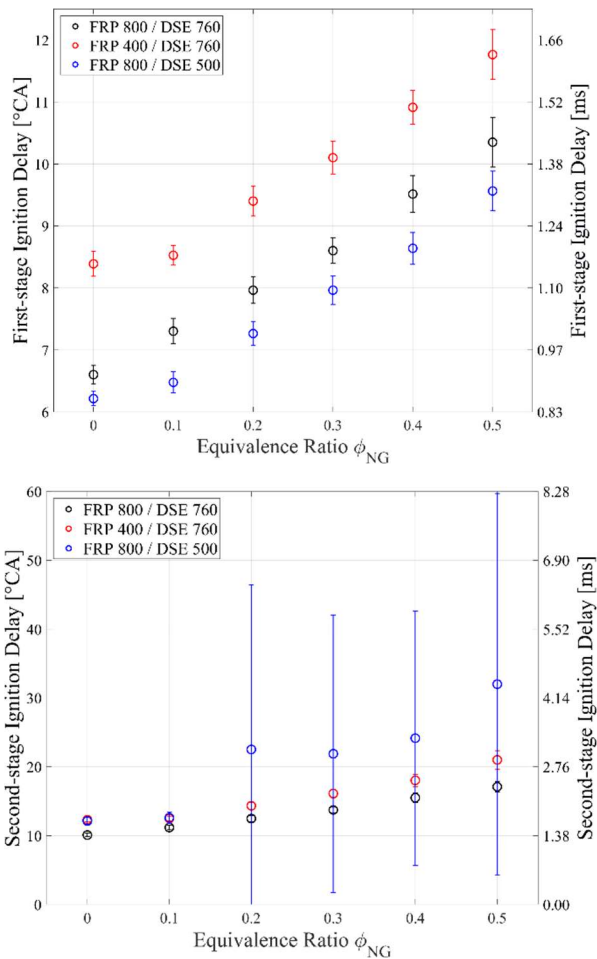 FRP 800 / DSE 760
FRP 400 / DSE 760
FRP 800 / DSE 500
12
11
10
9
8
7
6
1.66
1.52
1.38
1.24
1.10
0.97
0.83
First-stage Ignition Delay [°CA]
First-stage Ignition Delay [ms]
0 0.1 0.2 0.3 0.4 0.5
Equivalence Ratio ϕNG
FRP 800 / DSE 760
FRP 400 / DSE 760
FRP 800 / DSE 500
60
50
40
30
20
10
0
8.28
6.90
5.52
4.14
2.76
1.38
0.00
Second-stage Ignition Delay [°CA]
Second-stage Ignition Delay [ms]
0 0.1 0.2 0.3 0.4 0.5
Equivalence Ratio ϕNG